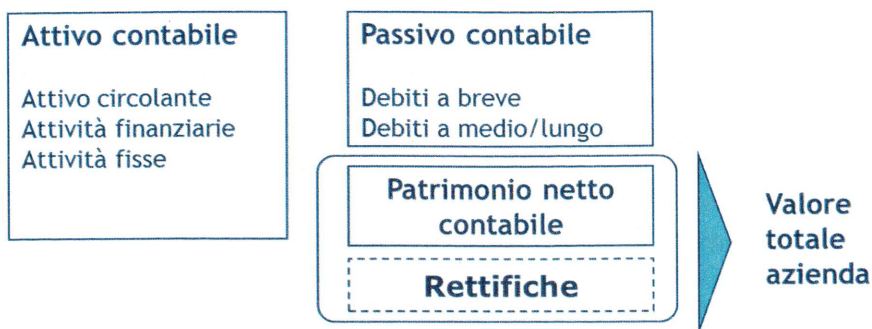 Attivo contabile
Attivo circolante
Attività finanziarie
Attività fisse
Passivo contabile
Debiti a breve
Debiti a medio/lungo
Patrimonio netto
contabile
Rettifiche
Valore
totale
azienda